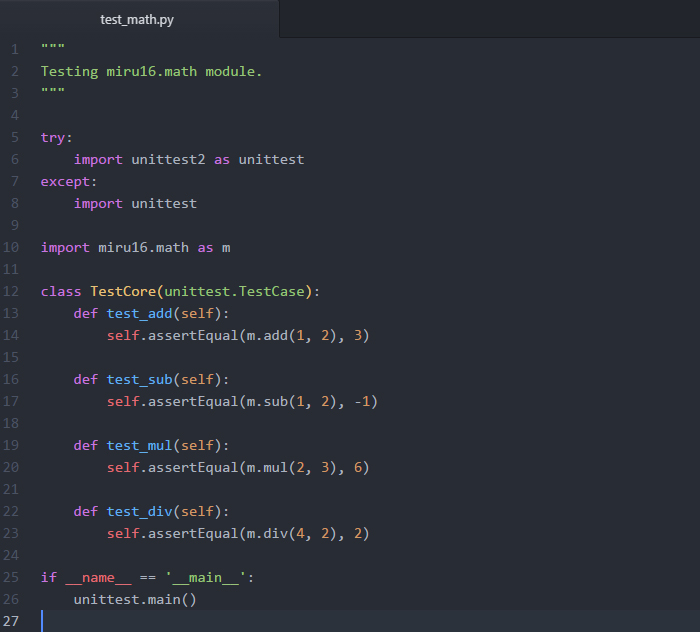 test_math.py
1 """
2 Testing miru16.math module.
3 """
4
5 try:
6     import unittest2 as unittest
7 except:
8     import unittest
9
10 import miru16.math as m
11
12 class TestCore(unittest.TestCase):
13     def test_add(self):
14         self.assertEqual(m.add(1, 2), 3)
15
16     def test_sub(self):
17         self.assertEqual(m.sub(1, 2), -1)
18
19     def test_mul(self):
20         self.assertEqual(m.mul(2, 3), 6)
21
22     def test_div(self):
23         self.assertEqual(m.div(4, 2), 2)
24
25 if __name__ == '__main__':
26     unittest.main()
27